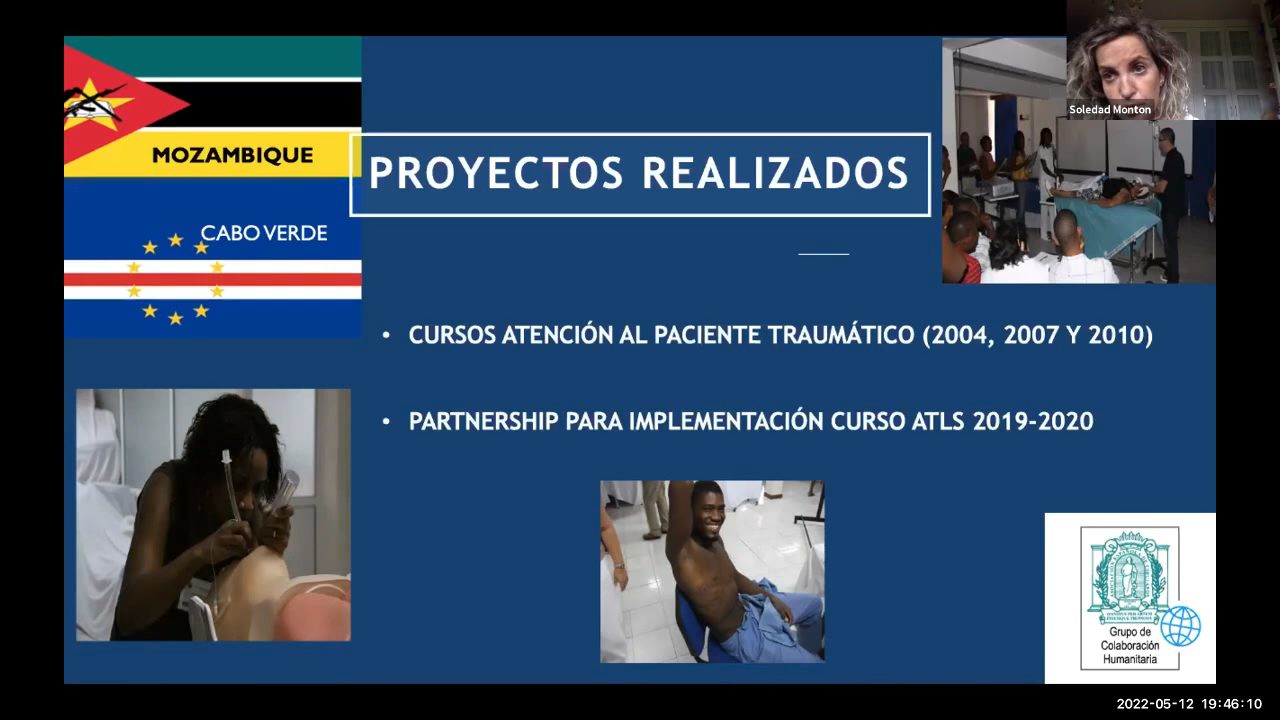 Soledad Monton
MOZAMBIQUE
PROYECTOS REALIZADOS
CABO VERDE
• CURSOS ATENCIÓN AL PACIENTE TRAUMÁTICO (2004, 2007 Y 2010)
• PARTNERSHIP PARA IMPLEMENTACIÓN CURSO ATLS 2019-2020
Grupo de
Colaboración
Humanitaria
2022-05-12 19:46:10